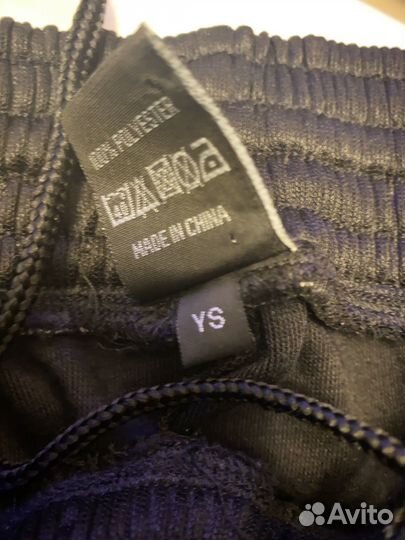 100% POLYESTER
MADE IN CHINA
YS
Avito